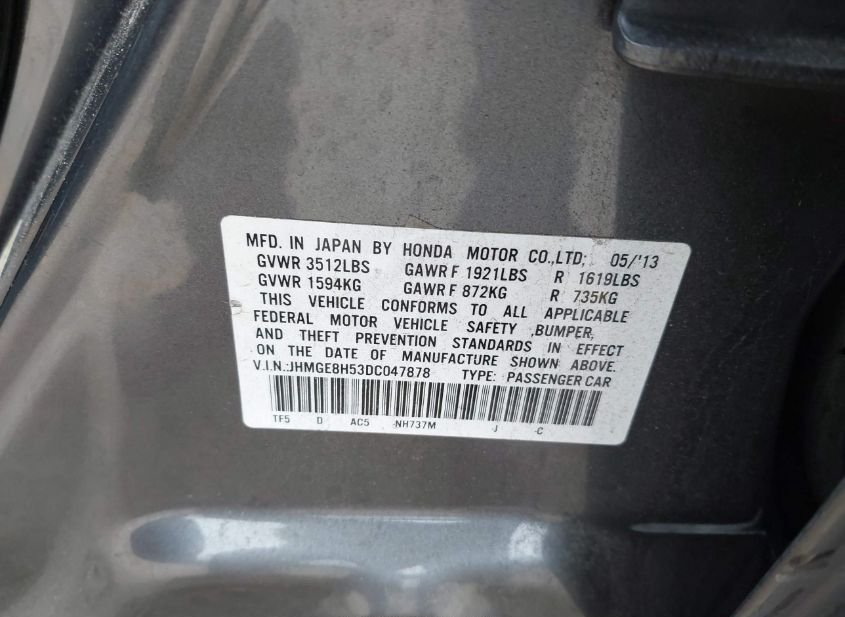 MFD. IN JAPAN BY HONDA MOTOR CO.,LTD; 05/'13
GVWR 3512LBS GAWR F 1921LBS R 1619LBS
GVWR 1594KG GAWR F 872KG R 735KG
THIS VEHICLE CONFORMS TO ALL APPLICABLE
FEDERAL MOTOR VEHICLE SAFETY ,BUMPER,
AND THEFT PREVENTION STANDARDS IN EFFECT
ON THE DATE OF MANUFACTURE SHOWN ABOVE.
V.I.N.:JHMGE8H53DC047878 TYPE: PASSENGER CAR
TF5 D AC5 -NH737M -J -C